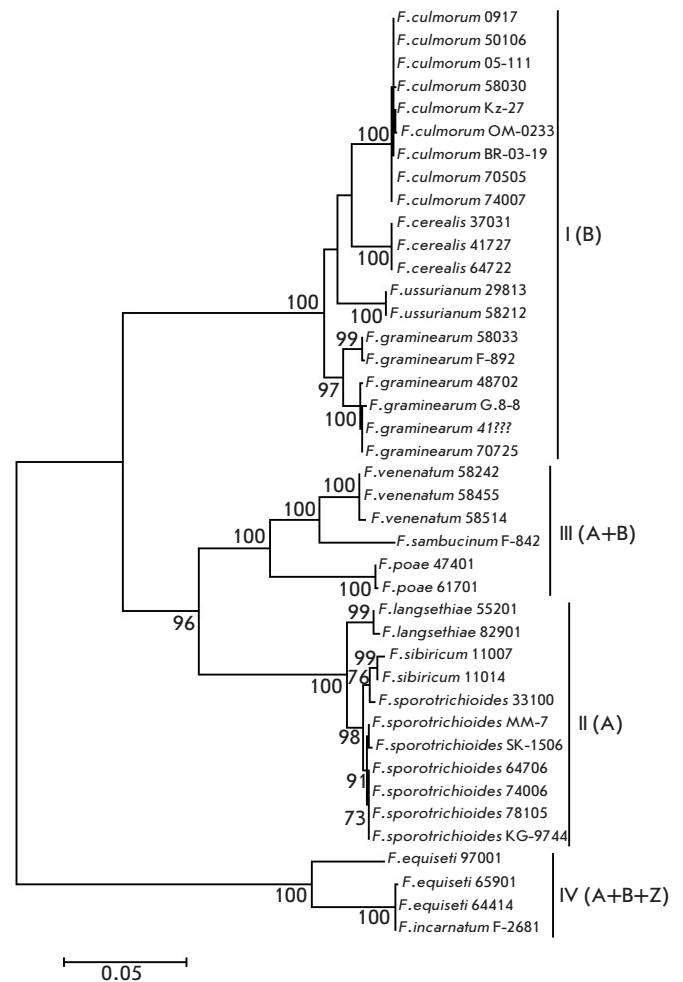 F.culmorum 0917
F.culmorum 50106
F.culmorum 05-111
F.culmorum 58030
F.culmorum Kz-27
F.culmorum OM-0233
100
F.culmorum BR-03-19
F.culmorum 70505
F.culmorum 74007
F.cerealis 37031
I (B)
F.cerealis 41727
100
F.cerealis 64722
F.ussurianum 29813
100
100
F.ussurianum 58212
99
F.graminearum 58033
F.graminearum F-892
97
F.graminearum 48702
F.graminearum G.8-8
100
F.graminearum 41???
F.graminearum 70725
F.venenatum 58242
100
F.venenatum 58455
100
F.venenatum 58514
100
F.sambucinum F-842
III (A+B)
F.poae 47401
100
F.poae 61701
99
F.langsethiae 55201
96
F.langsethiae 82901
99
F.sibiricum 11007
100
76
F.sibiricum 11014
F.sporotrichioides 33100
F.sporotrichioides MM-7
II (A)
98
F.sporotrichioides SK-1506
F.sporotrichioides 64706
91
F.sporotrichioides 74006
73
F.sporotrichioides 78105
F.sporotrichioides KG-9744
F.equiseti 97001
100
F.equiseti 65901
IV (A+B+Z)
F.equiseti 64414
100
F.incarnatum F-2681
0.05